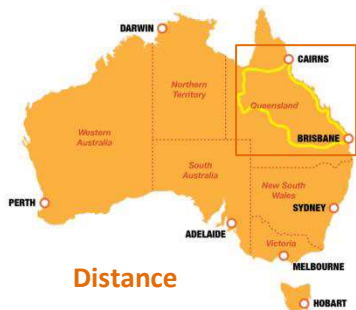 DARWIN
CAIRNS
Northern
Territory
Queensland
Western
Australia
BRISBANE
South
Australia
New South
Wales
PERTH
SYDNEY
ADELAIDE
Victoria
MELBOURNE
Distance
HOBART